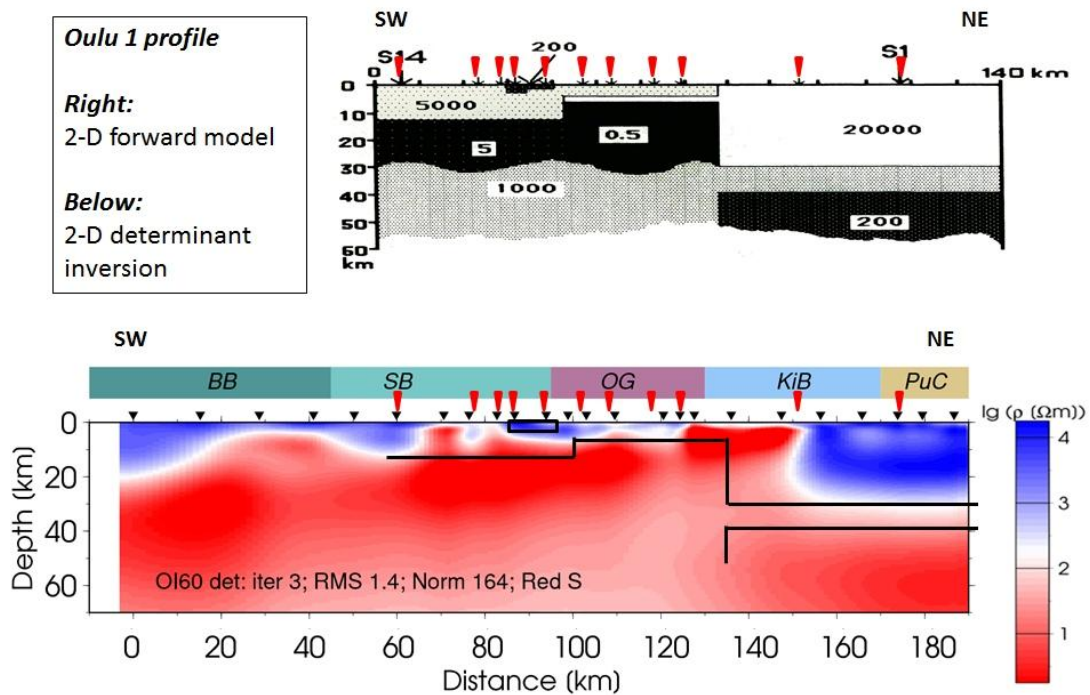 Oulu 1 profile
Right:
2-D forward model
Below:
2-D determinant
inversion
SW
NE
200
S14
S1
0
140 km
0
10
20
30
40
50
60
km
5000
0.5
20000
5
1000
200
SW
NE
BB
SB
OG
KiB
PuC
lg (ρ [Ωm])
0
20
40
60
Depth (km)
OI60 det: iter 3; RMS 1.4; Norm 164; Red S
4
3
2
1
0
20
40
60
80
100
120
140
160
180
Distance (km)